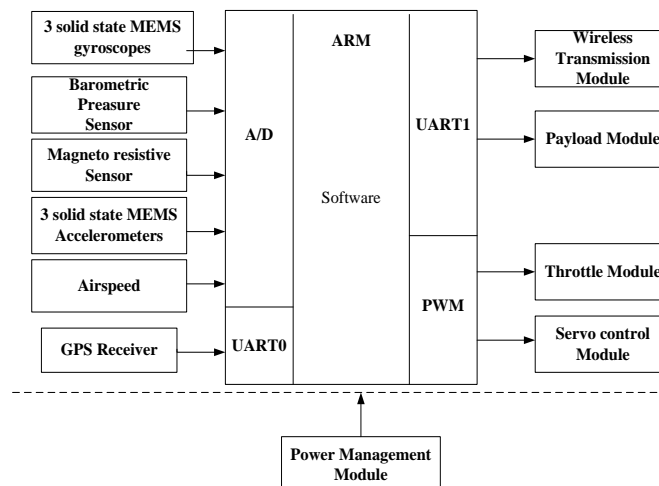 3 solid state MEMS
gyroscopes
Barometric
Pressure
Sensor
Magneto resistive
Sensor
3 solid state MEMS
Accelerometers
Airspeed
GPS Receiver
A/D
UART0
ARM
Software
UART1
PWM
Wireless
Transmission
Module
Payload Module
Throttle Module
Servo control
Module
Power Management
Module